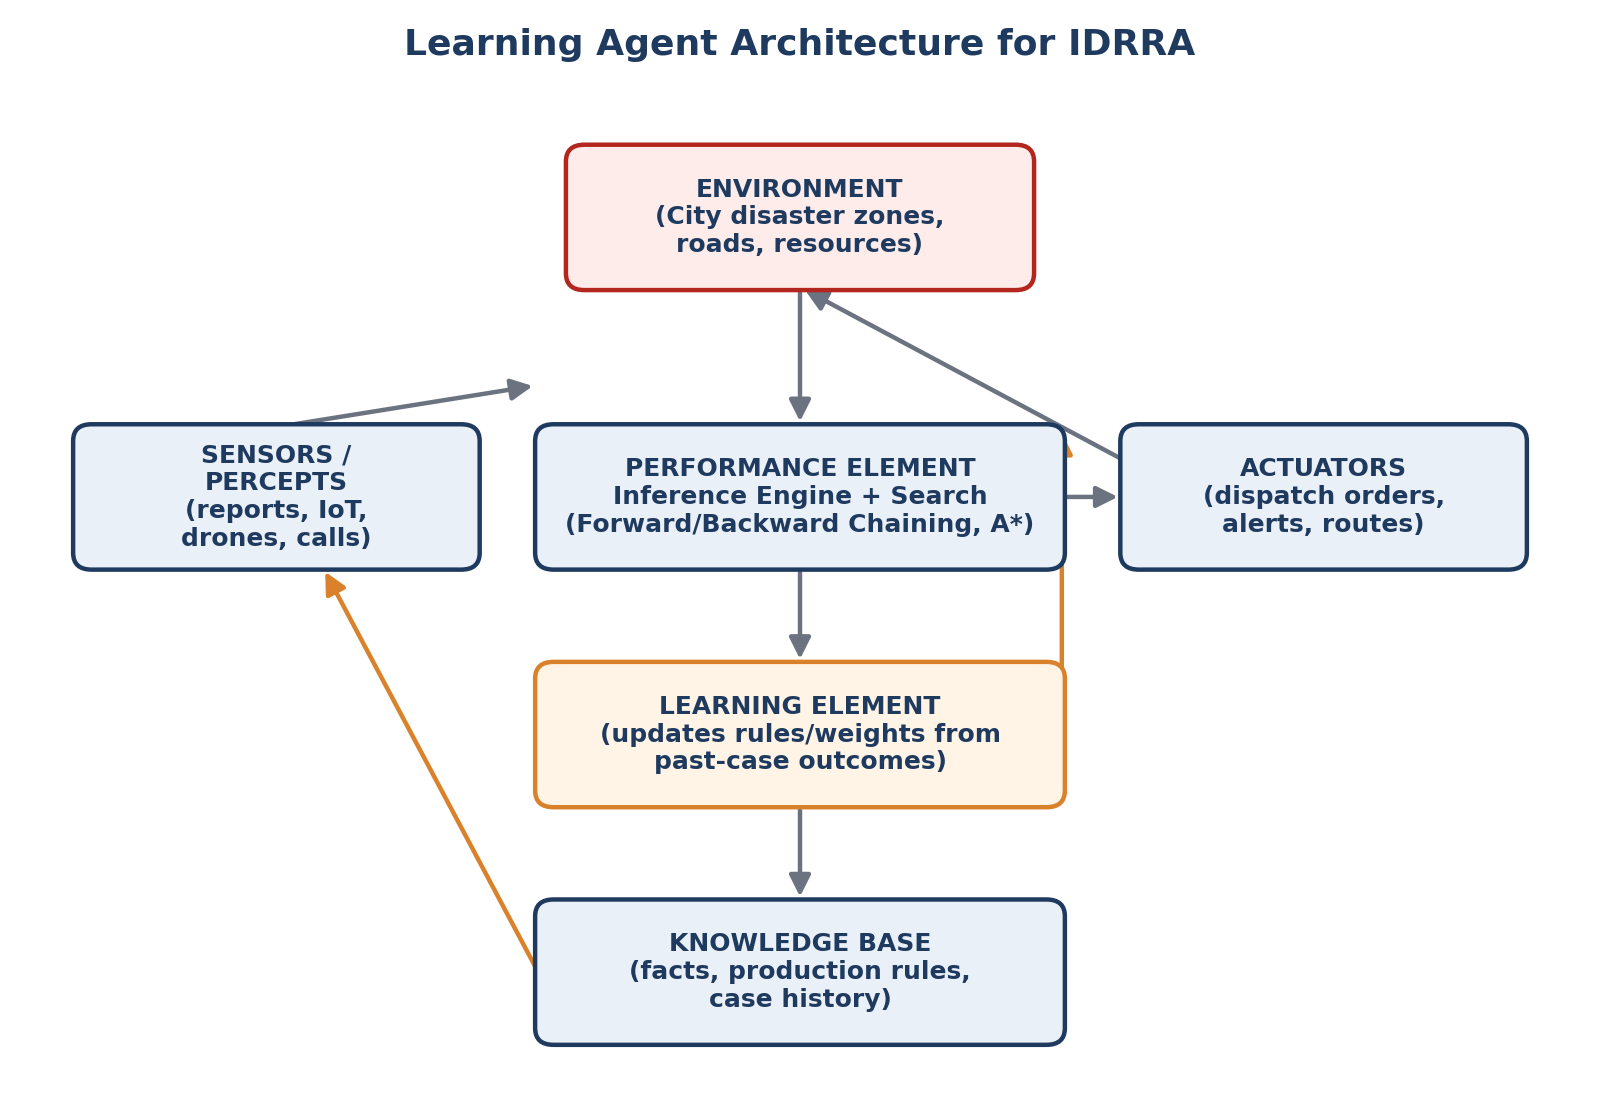 Learning Agent Architecture for IDRRA
ENVIRONMENT
(City disaster zones,
roads, resources)
SENSORS /
PERCEPTS
(reports, IoT,
drones, calls)
PERFORMANCE ELEMENT
Inference Engine + Search
(Forward/Backward Chaining, A*)
ACTUATORS
(dispatch orders,
alerts, routes)
LEARNING ELEMENT
(updates rules/weights from
past-case outcomes)
KNOWLEDGE BASE
(facts, production rules,
case history)